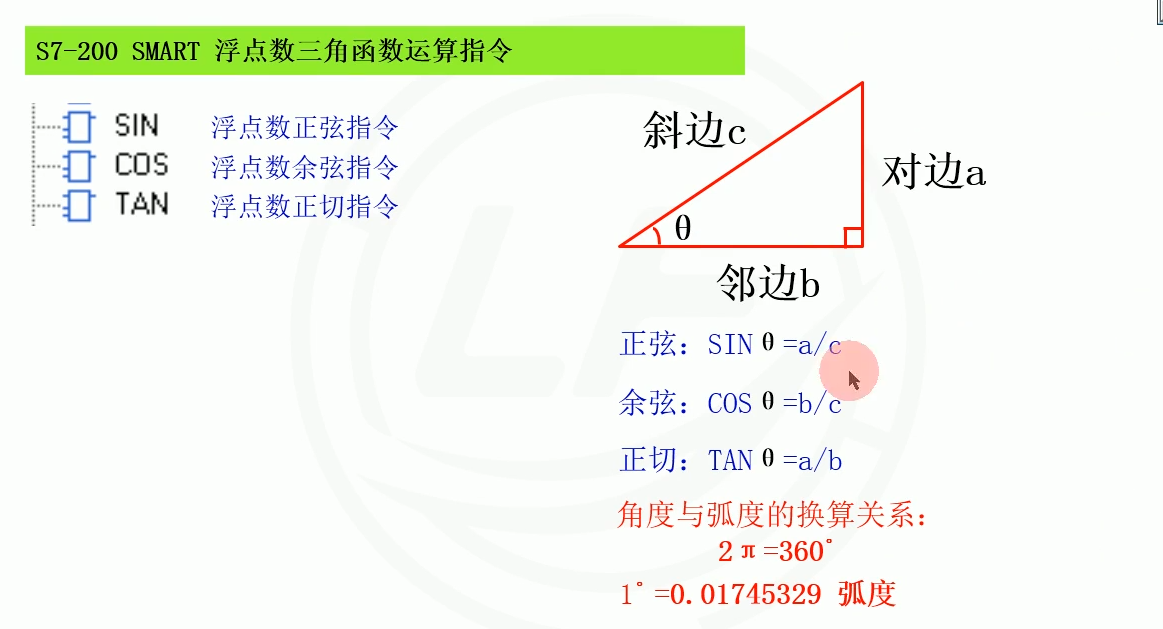 S7-200 SMART 浮点数三角函数运算指令
SIN 浮点数正弦指令
COS 浮点数余弦指令
TAN 浮点数正切指令
斜边c
对边a
θ
邻边b
正弦：SINθ=a/c
余弦：COSθ=b/c
正切：TANθ=a/b
角度与弧度的换算关系：
2π=360°
1°=0.01745329 弧度